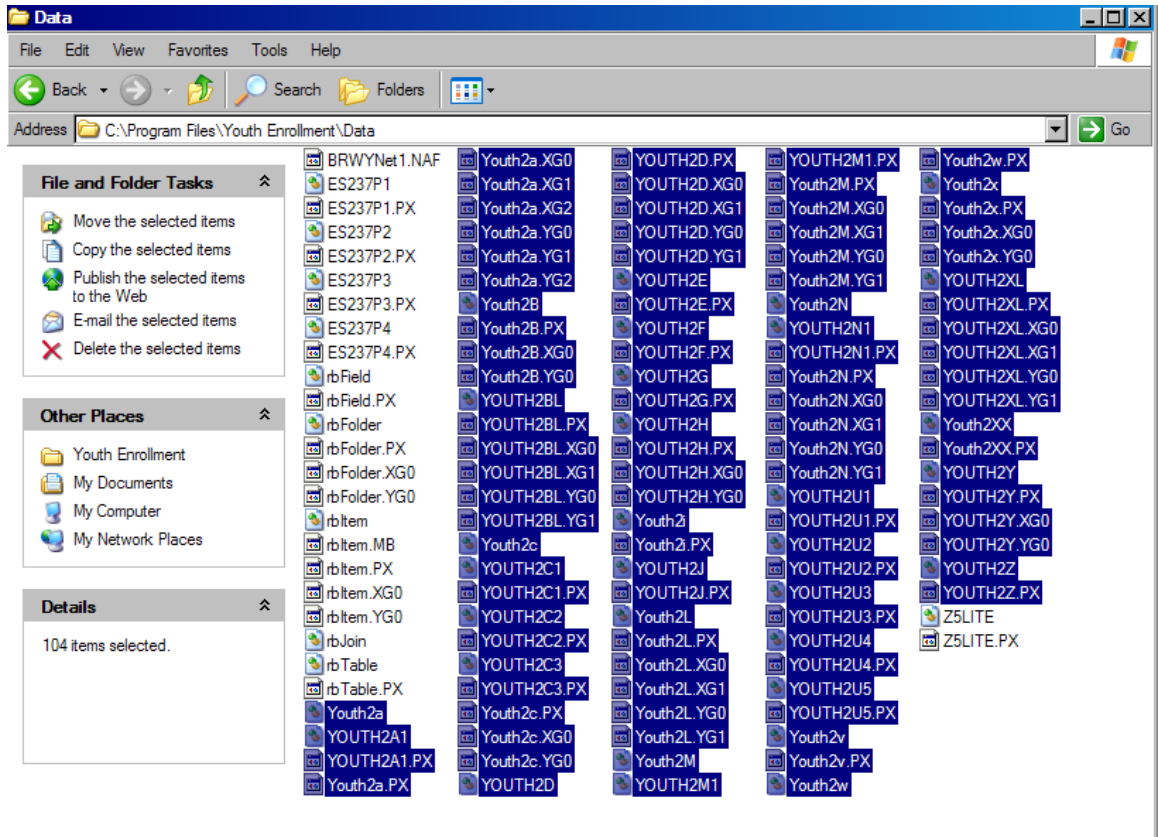 Data
File Edit View Favorites Tools Help
Back Search Folders
Address C:\Program Files\Youth Enrollment\Data Go
File and Folder Tasks
Move the selected items
Copy the selected items
Publish the selected items
to the Web
E-mail the selected items
Delete the selected items
Other Places
Youth Enrollment
My Documents
My Computer
My Network Places
Details
104 items selected.
BRWYNet1.NAF
ES237P1
ES237P1.PX
ES237P2
ES237P2.PX
ES237P3
ES237P3.PX
ES237P4
ES237P4.PX
rbField
rbField.PX
rbFolder
rbFolder.PX
rbFolder.XG0
rbFolder.YG0
rbItem
rbItem.MB
rbItem.PX
rbItem.XG0
rbItem.YG0
rbJoin
rbTable
rbTable.PX
Youth2a
YOUTH2A1
YOUTH2A1.PX
Youth2a.PX
Youth2a.XG0
Youth2a.XG1
Youth2a.XG2
Youth2a.YG0
Youth2a.YG1
Youth2a.YG2
Youth2B
Youth2B.PX
Youth2B.XG0
Youth2B.YG0
YOUTH2BL
YOUTH2BL.PX
YOUTH2BL.XG0
YOUTH2BL.XG1
YOUTH2BL.YG0
YOUTH2BL.YG1
Youth2c
YOUTH2C1
YOUTH2C1.PX
YOUTH2C2
YOUTH2C2.PX
YOUTH2C3
YOUTH2C3.PX
Youth2c.PX
Youth2c.XG0
Youth2c.YG0
YOUTH2D
YOUTH2D.PX
YOUTH2D.XG0
YOUTH2D.XG1
YOUTH2D.YG0
YOUTH2D.YG1
YOUTH2E
YOUTH2E.PX
YOUTH2F
YOUTH2F.PX
YOUTH2G
YOUTH2G.PX
YOUTH2H
YOUTH2H.PX
YOUTH2H.XG0
YOUTH2H.YG0
Youth2i
Youth2i.PX
YOUTH2J
YOUTH2J.PX
Youth2L
Youth2L.PX
Youth2L.XG0
Youth2L.XG1
Youth2L.YG0
Youth2L.YG1
Youth2M
YOUTH2M1
YOUTH2M1.PX
Youth2M.PX
Youth2M.XG0
Youth2M.XG1
Youth2M.YG0
Youth2M.YG1
Youth2N
YOUTH2N1
YOUTH2N1.PX
Youth2N.PX
Youth2N.XG0
Youth2N.XG1
Youth2N.YG0
Youth2N.YG1
YOUTH2U1
YOUTH2U1.PX
YOUTH2U2
YOUTH2U2.PX
YOUTH2U3
YOUTH2U3.PX
YOUTH2U4
YOUTH2U4.PX
YOUTH2U5
YOUTH2U5.PX
Youth2v
Youth2v.PX
Youth2w
Youth2w.PX
Youth2x
Youth2x.PX
Youth2x.XG0
Youth2x.YG0
YOUTH2XL
YOUTH2XL.PX
YOUTH2XL.XG0
YOUTH2XL.XG1
YOUTH2XL.YG0
YOUTH2XL.YG1
Youth2XX
Youth2XX.PX
YOUTH2Y
YOUTH2Y.PX
YOUTH2Y.XG0
YOUTH2Y.YG0
YOUTH2Z
YOUTH2Z.PX
Z5LITE
Z5LITE.PX